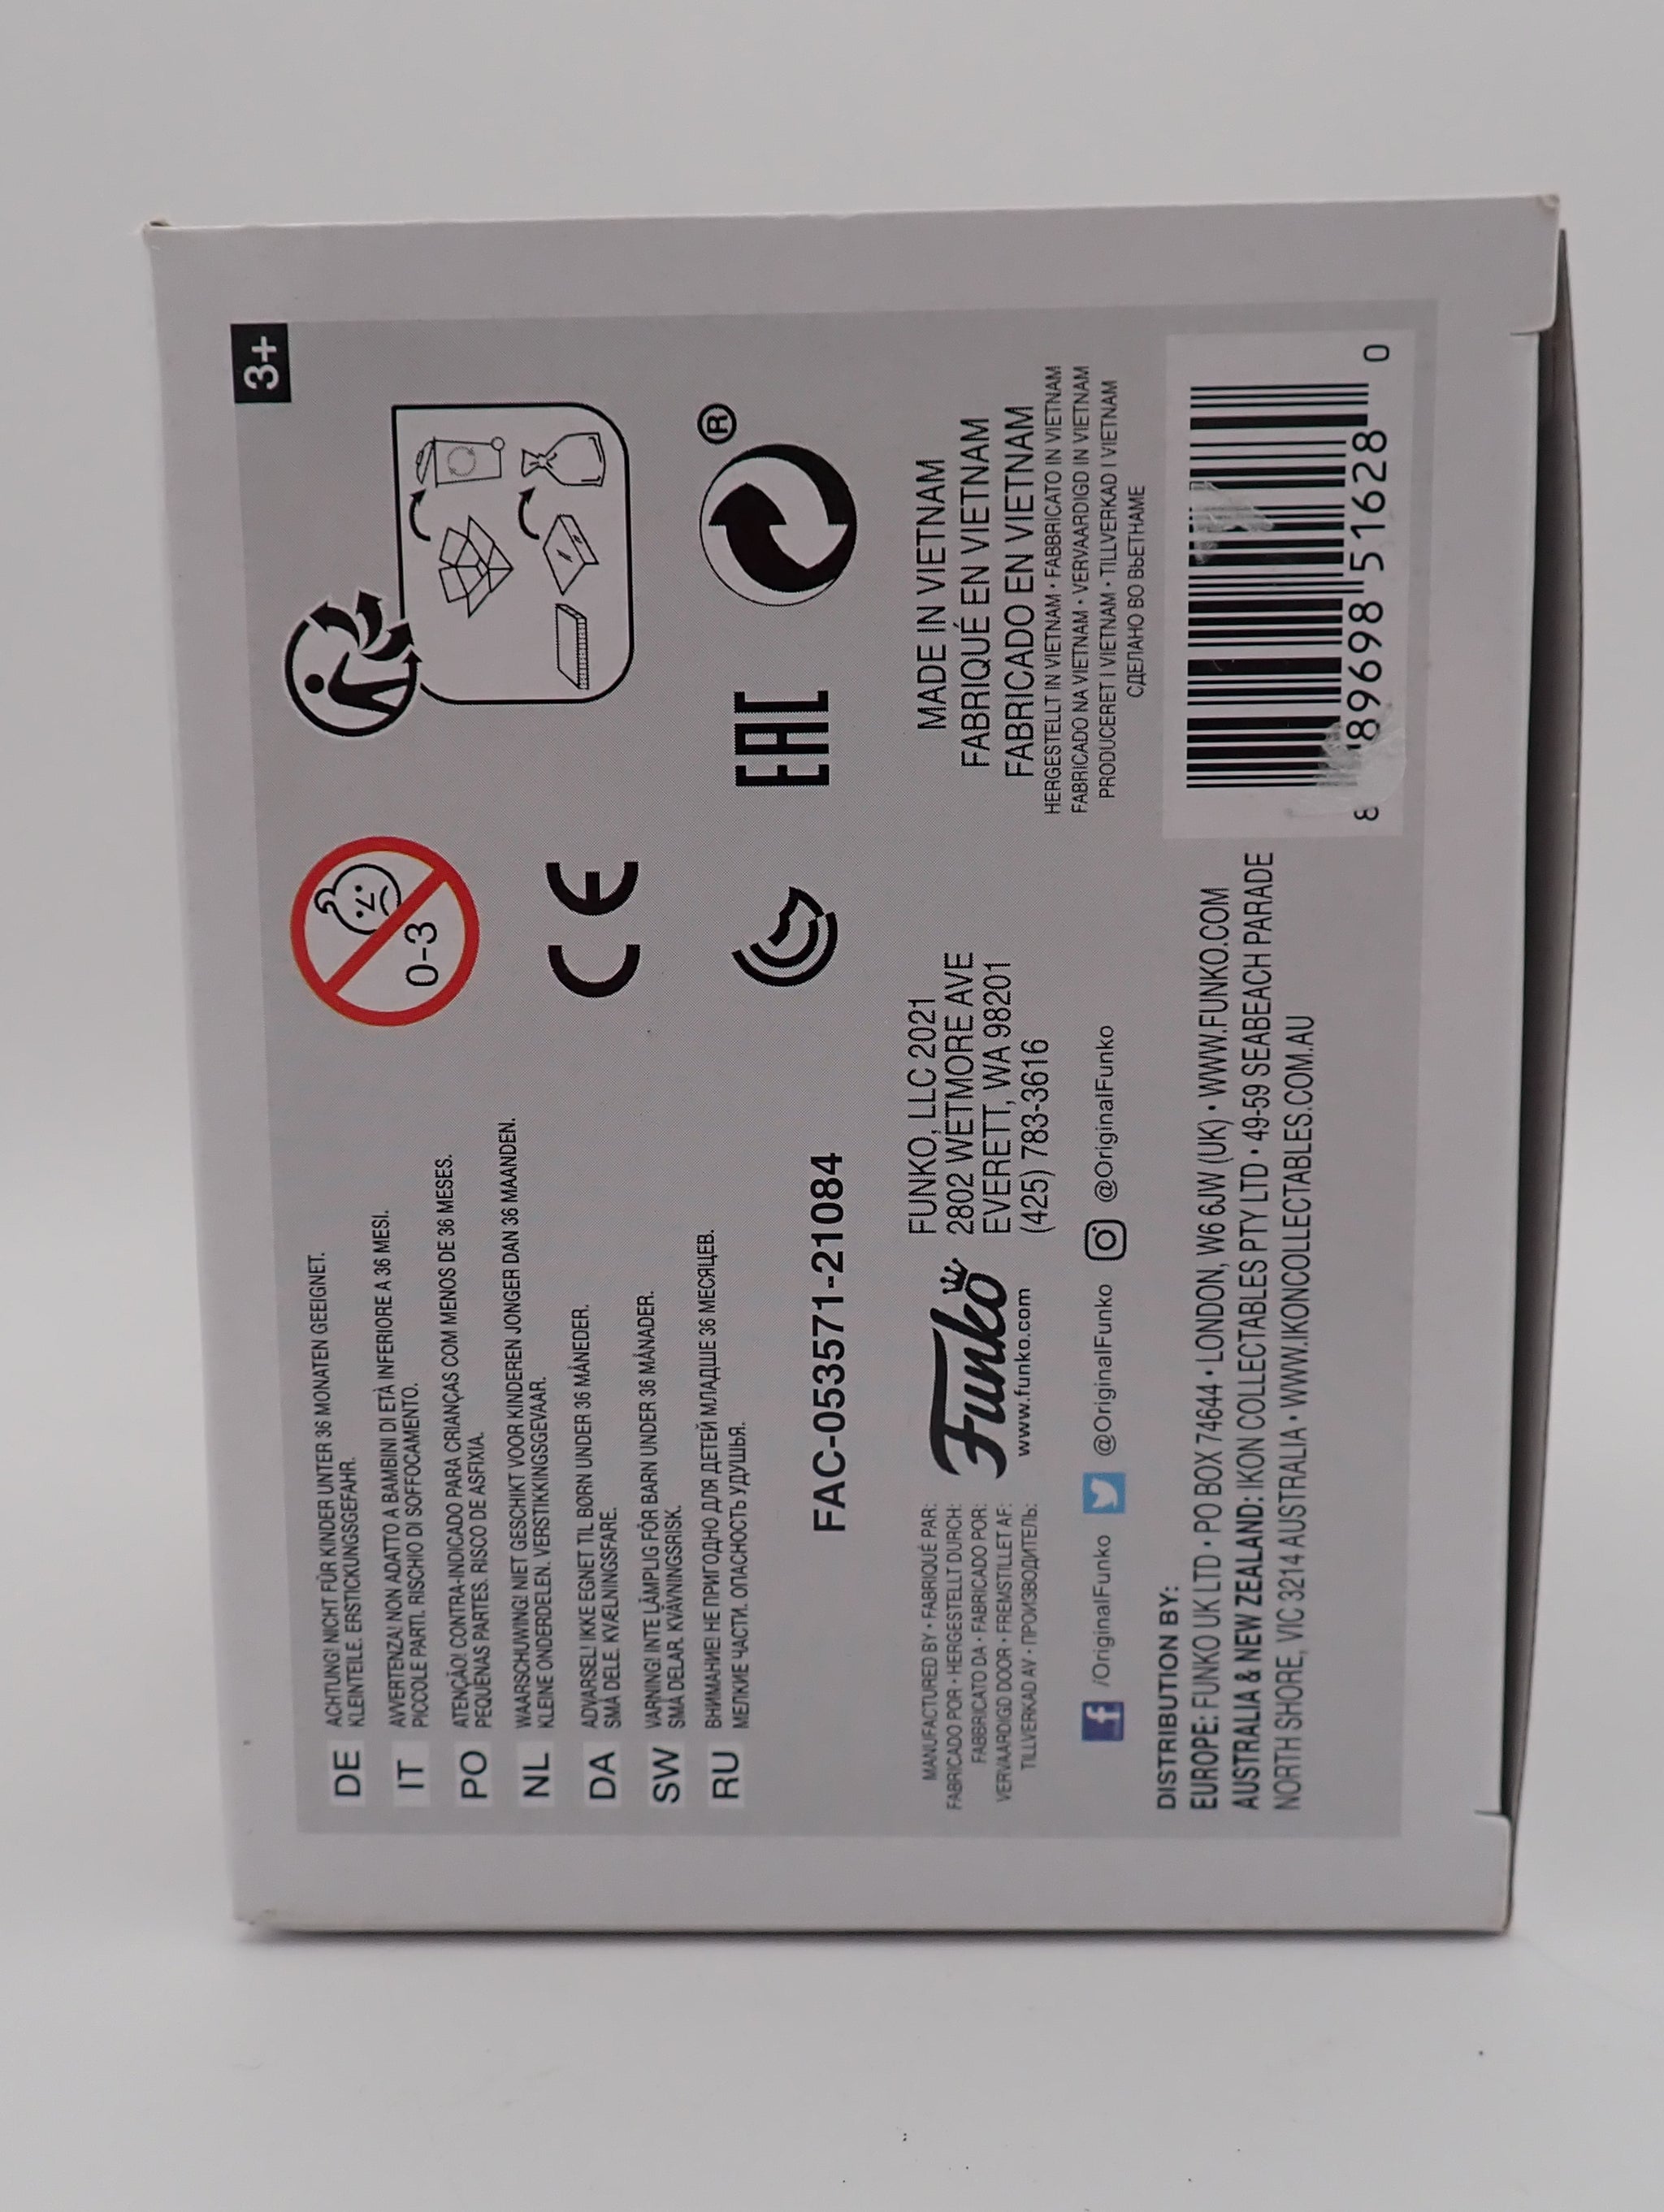 3+
DE
ACHTUNG! NICHT FÜR KINDER UNTER 36 MONATEN GEEIGNET.
KLEINTEILE. ERSTICKUNGSGEFAHR.
IT
AVVERTENZA! NON ADATTO A BAMBINI DI ETÀ INFERIORE A 36 MESI.
PICCOLE PARTI. RISCHIO DI SOFFOCAMENTO.
PO
ATENÇÃO! CONTRA-INDICADO PARA CRIANÇAS COM MENOS DE 36 MESES.
PEQUENAS PARTES. RISCO DE ASFIXIA.
NL
WAARSCHUWING! NIET GESCHIKT VOOR KINDEREN JONGER DAN 36 MAANDEN.
KLEINE ONDERDELEN. VERSTIKKINGSGEVAAR.
DA
ADVARSEL! IKKE EGNET TIL BØRN UNDER 36 MÅNEDER.
SMÅ DELE. KVÆLNINGSFARE.
SW
VARNING! INTE LÄMPLIG FÖR BARN UNDER 36 MÅNADER.
SMÅ DELAR. KVÄVNINGSRISK.
RU
ВНИМАНИЕ! НЕ ПРИГОДНО ДЛЯ ДЕТЕЙ МЛАДШЕ 36 МЕСЯЦЕВ.
МЕЛКИЕ ЧАСТИ. ОПАСНОСТЬ УДУШЬЯ.
0-3
CE
EAC
®
FAC-053571-21084
MANUFACTURED BY • FABRIQUÉ PAR:
FABRICADO POR • HERGESTELLT DURCH:
FABBRICATO DA • FABRICADO POR:
VERVAARDIGD DOOR • FREMSTILLET AF:
TILLVERKAD AV • ПРОИЗВОДИТЕЛЬ:
Funko
www.funko.com
FUNKO, LLC 2021
2802 WETMORE AVE
EVERETT, WA 98201
(425) 783-3616
/OriginalFunko @OriginalFunko @OriginalFunko
MADE IN VIETNAM
FABRIQUÉ EN VIETNAM
FABRICADO EN VIETNAM
HERGESTELLT IN VIETNAM • FABBRICATO IN VIETNAM
FABRICADO NA VIETNAM • VERVAARDIGD IN VIETNAM
PRODUCERET I VIETNAM • TILLVERKAD I VIETNAM
СДЕЛАНО ВО ВЬЕТНАМЕ
DISTRIBUTION BY:
EUROPE: FUNKO UK LTD • PO BOX 74644 • LONDON, W6 6JW (UK) • WWW.FUNKO.COM
AUSTRALIA & NEW ZEALAND: IKON COLLECTABLES PTY LTD • 49-59 SEABEACH PARADE
NORTH SHORE, VIC 3214 AUSTRALIA • WWW.IKONCOLLECTABLES.COM.AU
8 89698 51628 0